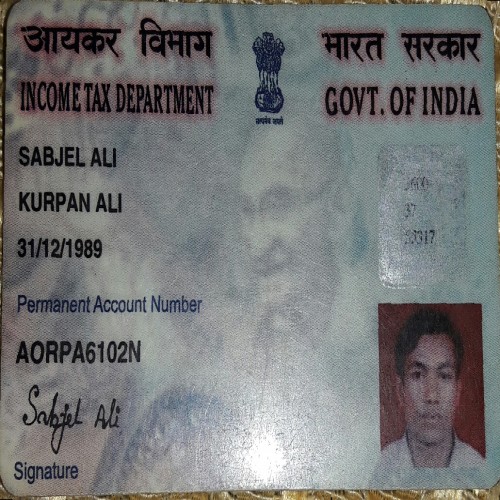 आयकर विभाग
INCOME TAX DEPARTMENT
सत्यमेव जयते
भारत सरकार
GOVT. OF INDIA
SABJEL ALI
KURPAN ALI
31/12/1989
Permanent Account Number
AORPA6102N
Sabjel Ali
Signature